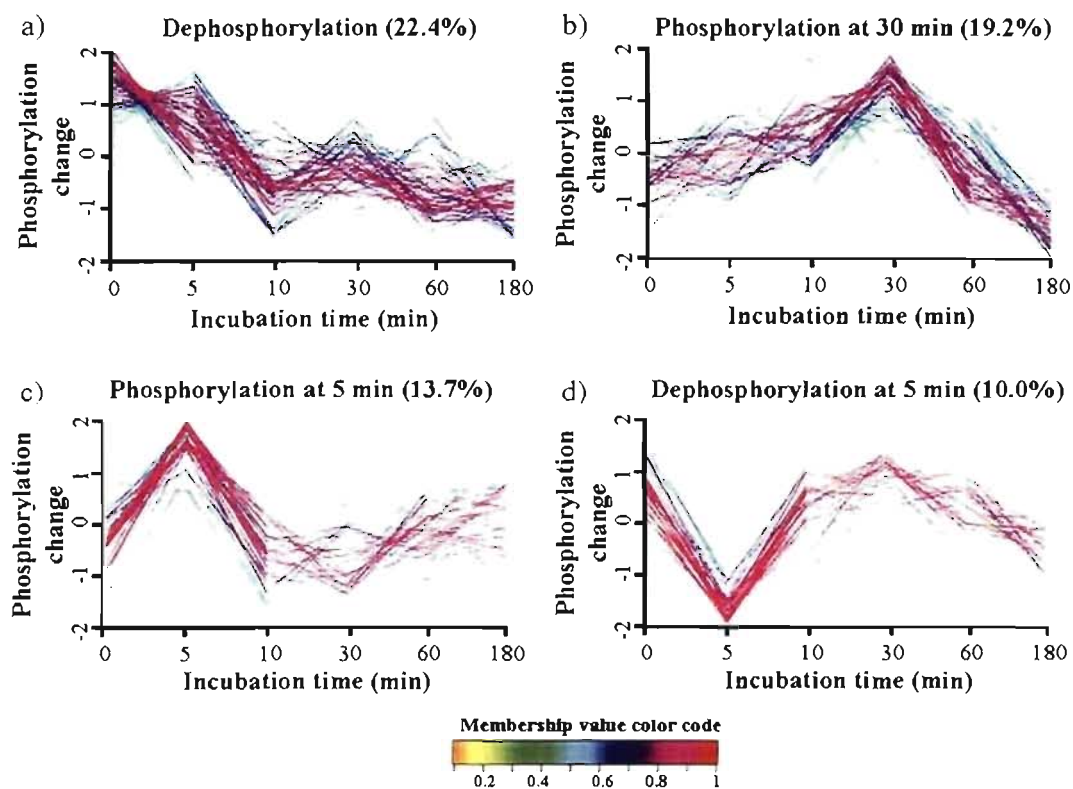 a)
Dephosphorylation (22.4%)
Phosphorylation
change
2
1
0
-1
-2
0 5 10 30 60 180
Incubation time (min)
b)
Phosphorylation at 30 min (19.2%)
Phosphorylation
change
2
1
0
-1
-2
0 5 10 30 60 180
Incubation time (min)
c)
Phosphorylation at 5 min (13.7%)
Phosphorylation
change
2
1
0
-1
-2
0 5 10 30 60 180
Incubation time (min)
d)
Dephosphorylation at 5 min (10.0%)
Phosphorylation
change
2
1
0
-1
-2
0 5 10 30 60 180
Incubation time (min)
Membership value color code
0.2 0.4 0.6 0.8 1